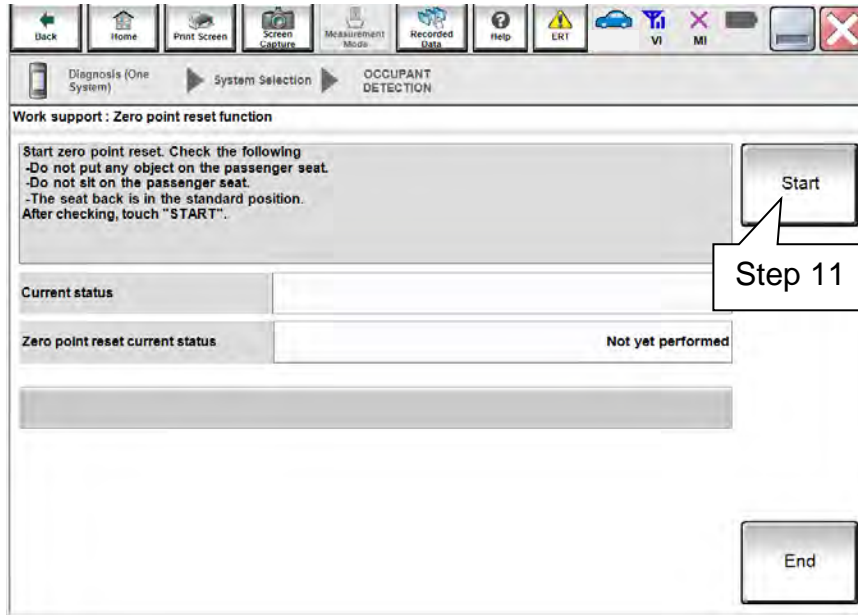 Back
Home
Print Screen
Screen
Capture
Measurement
Mode
Recorded
Data
Help
ERT
VI
MI
Diagnosis (One
System)
System Selection
OCCUPANT
DETECTION
Work support : Zero point reset function
Start zero point reset. Check the following
-Do not put any object on the passenger seat.
-Do not sit on the passenger seat.
-The seat back is in the standard position.
After checking, touch "START".
Start
Step 11
Current status
Zero point reset current status
Not yet performed
End